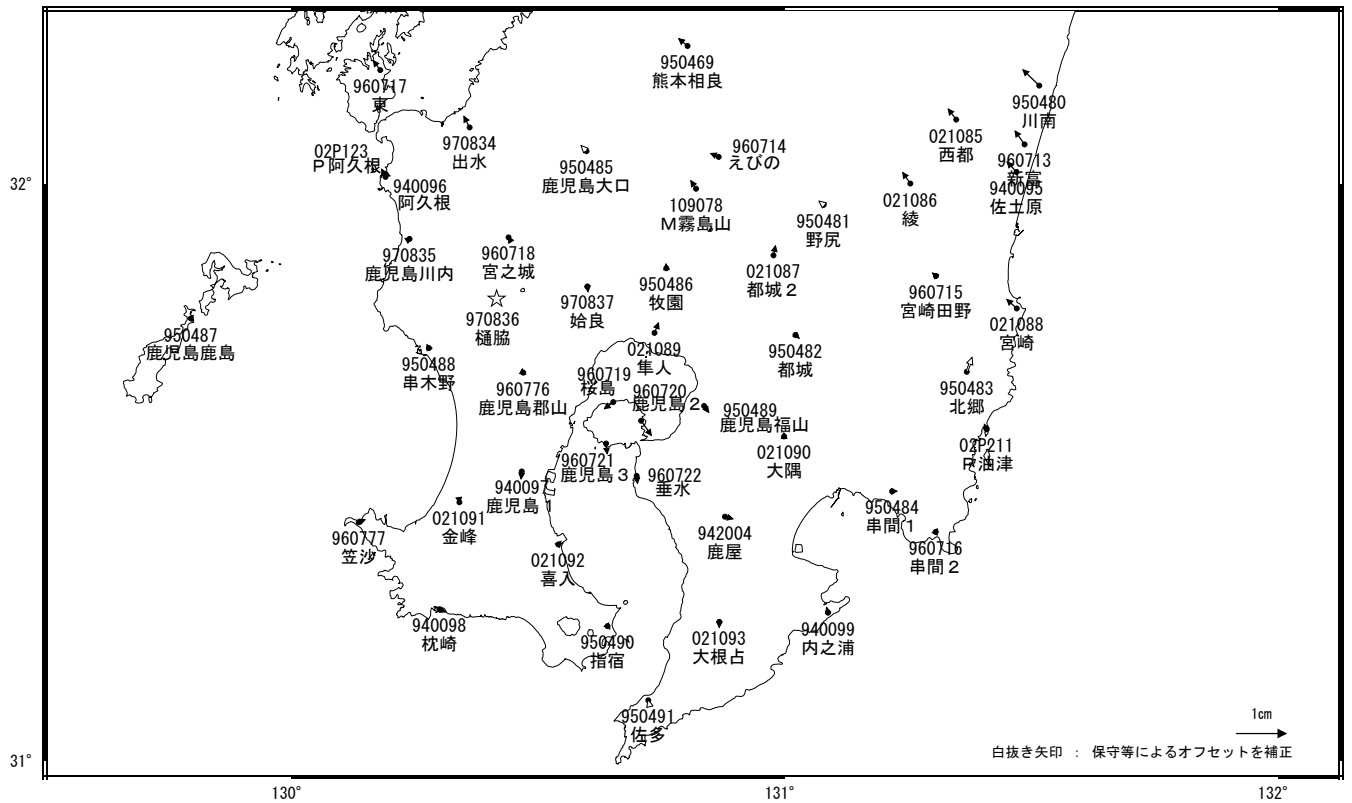 950469
熊本相良
960717
東
950480
川南
970834
出水
021085
西都
02P123
P阿久根
950485
鹿児島大口
960714
えびの
960713
新富
940096
阿久根
32°
109078
M霧島山
021086
綾
940095
佐土原
950481
野尻
970835
鹿児島川内
960718
宮之城
021087
都城2
950486
牧園
960715
宮崎田野
970837
姶良
970836
樋脇
021088
宮崎
950487
鹿児島鹿島
021089
隼人
950482
都城
950488
串木野
960776
鹿児島郡山
960719
桜島
960720
鹿児島2
950483
北郷
950489
鹿児島福山
021090
大隅
02P211
P油津
960721
鹿児島3
960722
垂水
940097
鹿児島1
950484
串間1
021091
金峰
942004
鹿屋
960777
笠沙
960716
串間2
021092
喜入
940098
枕崎
950490
指宿
021093
大根占
940099
内之浦
950491
佐多
1cm
白抜き矢印 : 保守等によるオフセットを補正
31°
130°
131°
132°